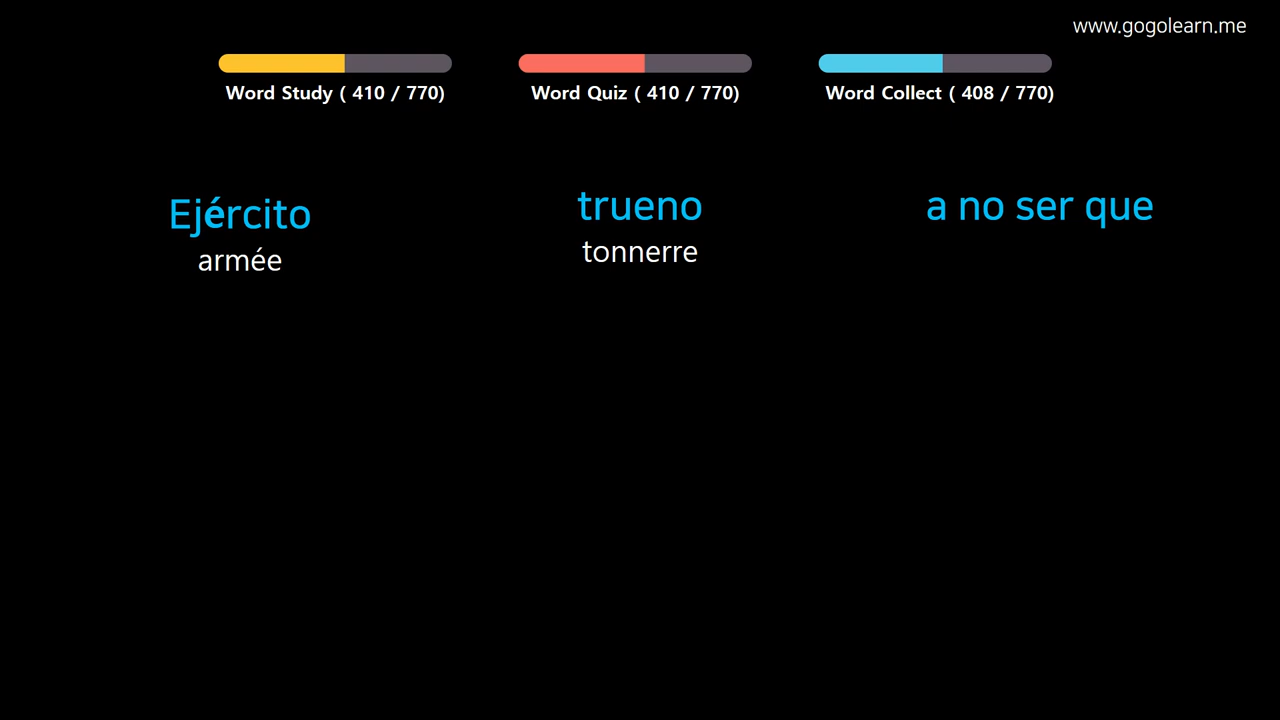 www.gogolearn.me
Word Study ( 410 / 770)
Word Quiz ( 410 / 770)
Word Collect ( 408 / 770)
Ejército
armée
trueno
tonnerre
a no ser que